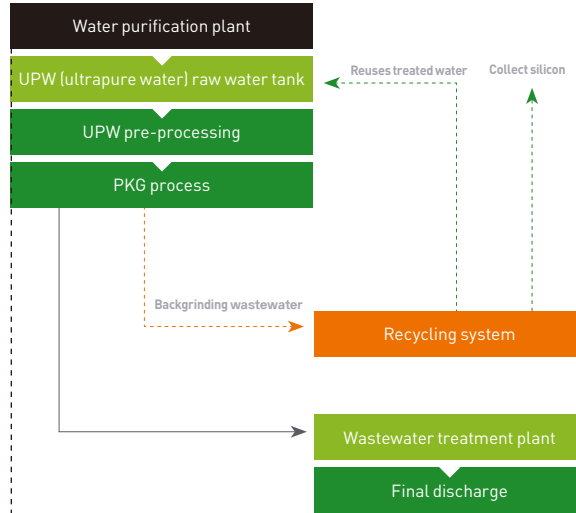 Water purification plant
UPW (ultrapure water) raw water tank
Reuses treated water
Collect silicon
UPW pre-processing
PKG process
Backgrinding wastewater
Recycling system
Wastewater treatment plant
Final discharge